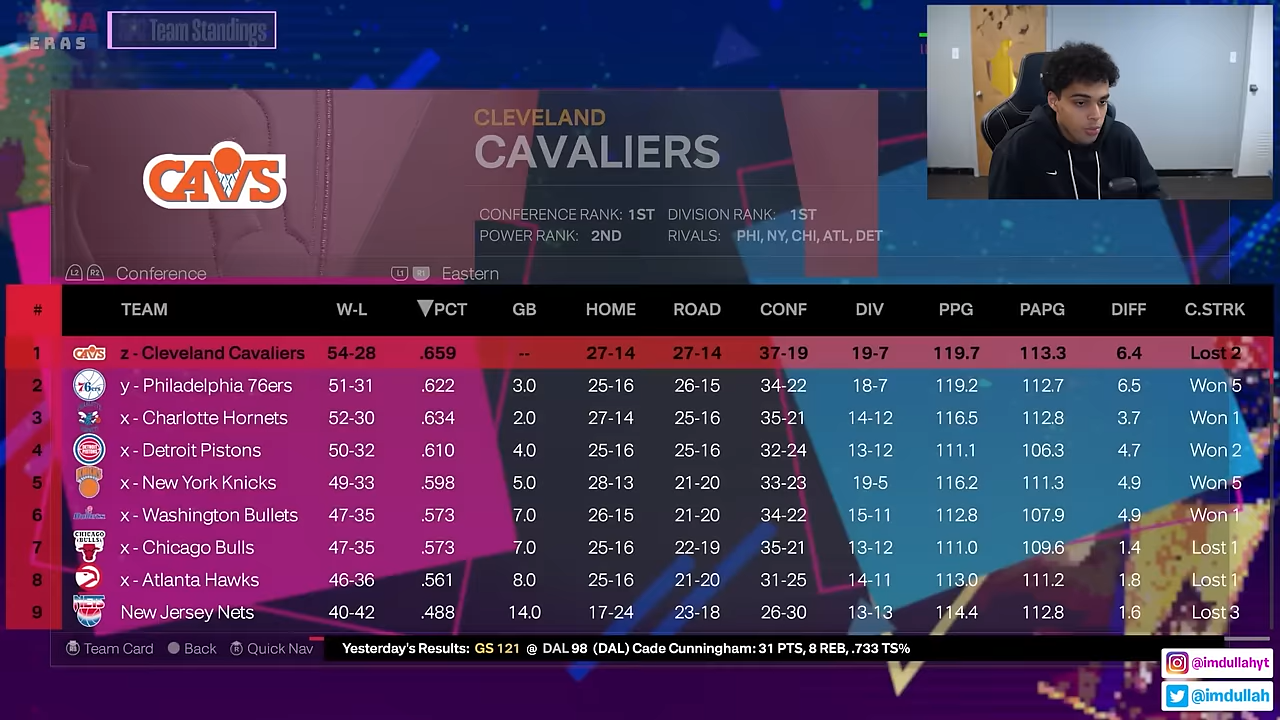 ERAS
Team Standings
CLEVELAND
CAVALIERS
CAVS
CONFERENCE RANK: 1ST DIVISION RANK: 1ST
POWER RANK: 2ND RIVALS: PHI, NY, CHI, ATL, DET
L2 R2 Conference L1 R1 Eastern
# TEAM W-L ▼PCT GB HOME ROAD CONF DIV PPG PAPG DIFF C.STRK
1 CAVS z - Cleveland Cavaliers 54-28 .659 -- 27-14 27-14 37-19 19-7 119.7 113.3 6.4 Lost 2
2 76ers y - Philadelphia 76ers 51-31 .622 3.0 25-16 26-15 34-22 18-7 119.2 112.7 6.5 Won 5
3 x - Charlotte Hornets 52-30 .634 2.0 27-14 25-16 35-21 14-12 116.5 112.8 3.7 Won 1
4 x - Detroit Pistons 50-32 .610 4.0 25-16 25-16 32-24 13-12 111.1 106.3 4.7 Won 2
5 x - New York Knicks 49-33 .598 5.0 28-13 21-20 33-23 19-5 116.2 111.3 4.9 Won 5
6 x - Washington Bullets 47-35 .573 7.0 26-15 21-20 34-22 15-11 112.8 107.9 4.9 Won 1
7 CHICAGO BULLS x - Chicago Bulls 47-35 .573 7.0 25-16 22-19 35-21 13-12 111.0 109.6 1.4 Lost 1
8 x - Atlanta Hawks 46-36 .561 8.0 25-16 21-20 31-25 14-11 113.0 111.2 1.8 Lost 1
9 NETS New Jersey Nets 40-42 .488 14.0 17-24 23-18 26-30 13-13 114.4 112.8 1.6 Lost 3
Team Card Back R Quick Nav Yesterday's Results: GS 121 @ DAL 98 (DAL) Cade Cunningham: 31 PTS, 8 REB, .733 TS%
@imdullahyt
@imdullah